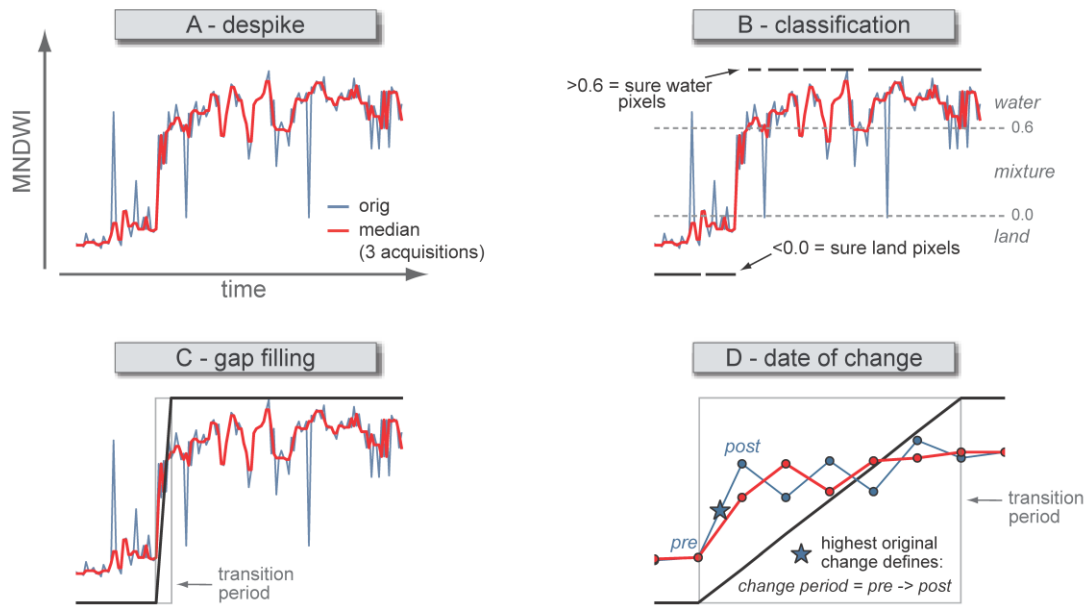 A - despike
MNDWI
orig
median
(3 acquisitions)
time
B - classification
>0.6 = sure water
pixels
water
0.6
mixture
0.0
land
<0.0 = sure land pixels
C - gap filling
transition
period
D - date of change
post
pre
transition
period
highest original
change defines:
change period = pre -> post